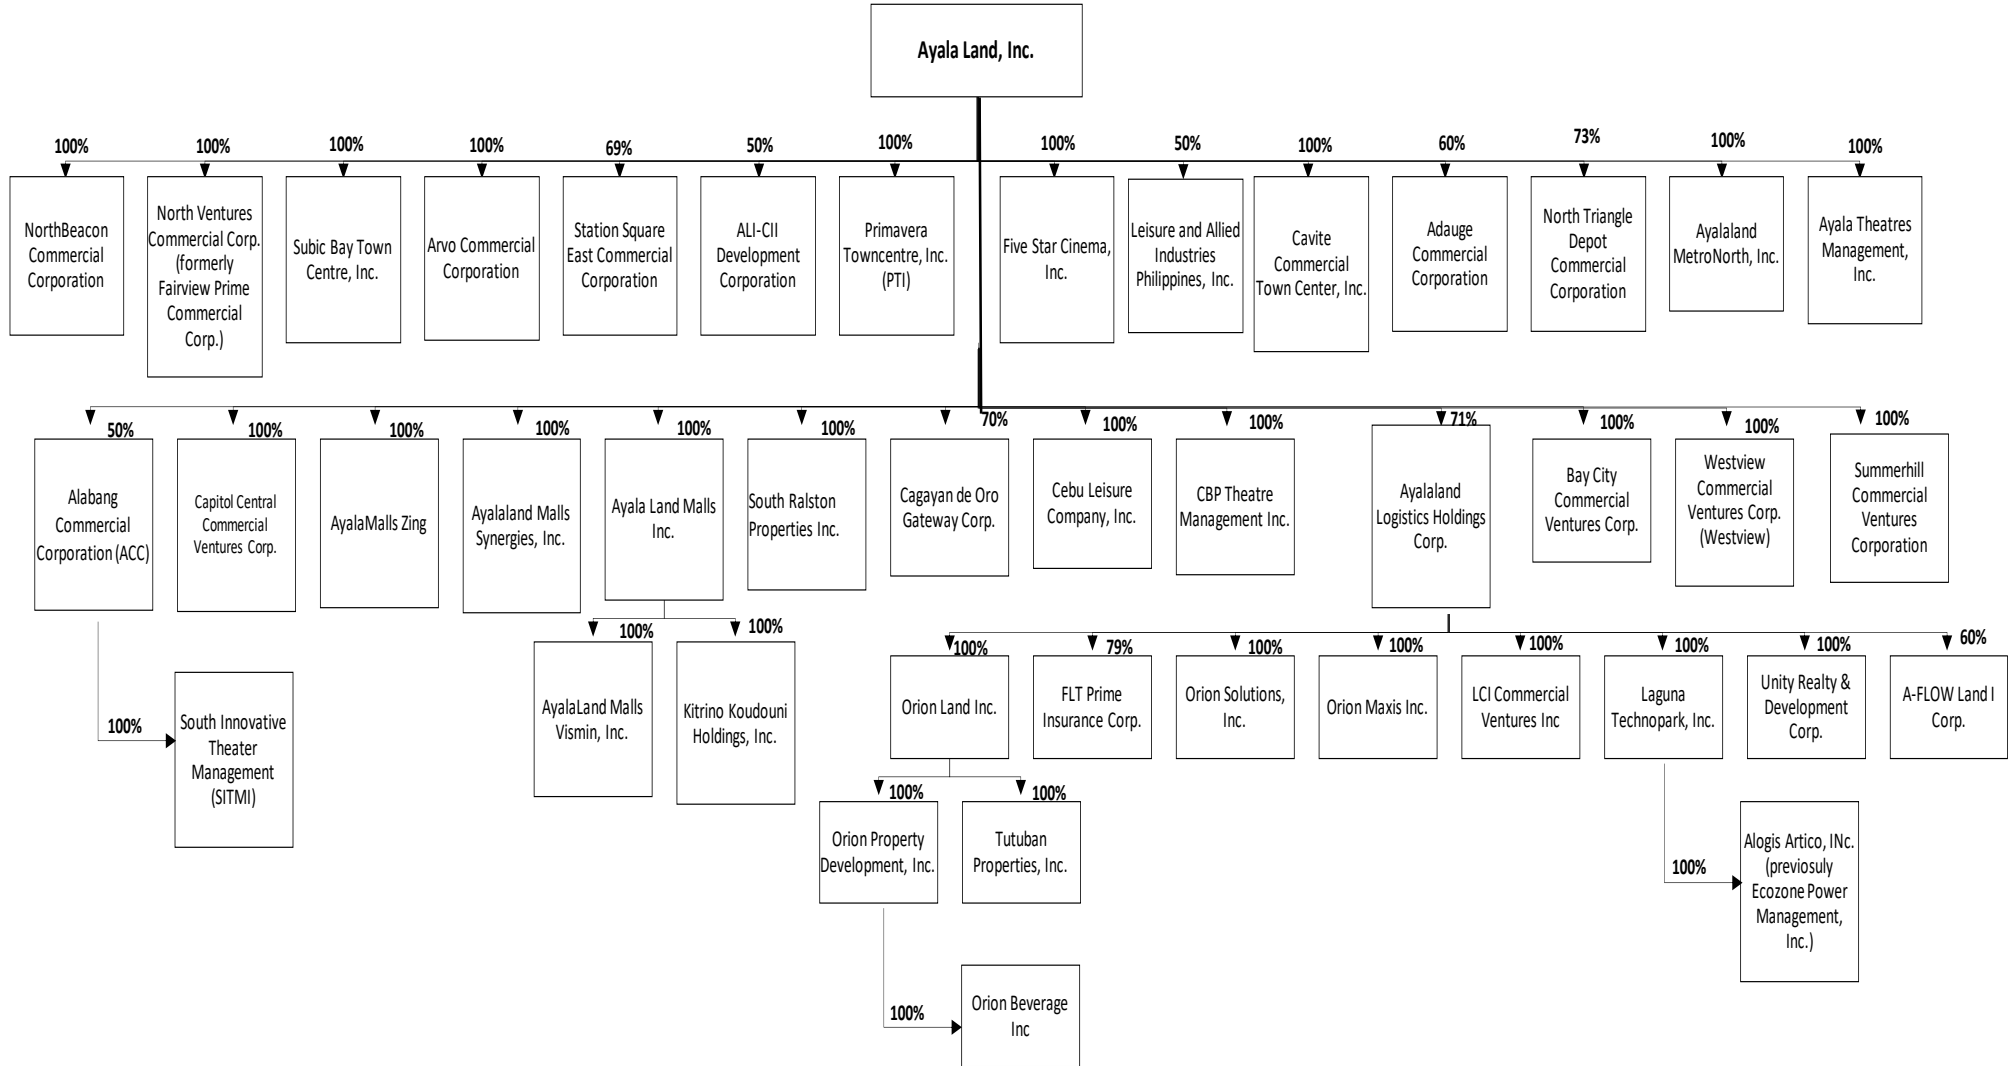 Ayala Land, Inc.
100%
100%
100%
100%
69%
50%
100%
100%
50%
100%
60%
73%
100%
100%
NorthBeacon
Commercial
Corporation
North Ventures
Commercial Corp.
(formerly
Fairview Prime
Commercial
Corp.)
Subic Bay Town
Centre, Inc.
Arvo Commercial
Corporation
Station Square
East Commercial
Corporation
ALI-CII
Development
Corporation
Primavera
Towncentre, Inc.
(PTI)
Five Star Cinema,
Inc.
Leisure and Allied
Industries
Philippines, Inc.
Cavite
Commercial
Town Center, Inc.
Adauge
Commercial
Corporation
North Triangle
Depot
Commercial
Corporation
Ayalaland
MetroNorth, Inc.
Ayala Theatres
Management,
Inc.
50%
100%
100%
100%
100%
100%
70%
100%
100%
71%
100%
100%
100%
Alabang
Commercial
Corporation (ACC)
Capitol Central
Commercial
Ventures Corp.
AyalaMalls Zing
Ayalaland Malls
Synergies, Inc.
Ayala Land Malls
Inc.
South Ralston
Properties Inc.
Cagayan de Oro
Gateway Corp.
Cebu Leisure
Company, Inc.
CBP Theatre
Management Inc.
Ayalaland
Logistics Holdings
Corp.
Bay City
Commercial
Ventures Corp.
Westview
Commercial
Ventures Corp.
(Westview)
Summerhill
Commercial
Ventures
Corporation
100%
100%
100%
79%
100%
100%
100%
100%
100%
60%
AyalaLand Malls
Vismin, Inc.
Kitrino Koudouni
Holdings, Inc.
Orion Land Inc.
FLT Prime
Insurance Corp.
Orion Solutions,
Inc.
Orion Maxis Inc.
LCI Commercial
Ventures Inc
Laguna
Technopark, Inc.
Unity Realty &
Development
Corp.
A-FLOW Land I
Corp.
100%
South Innovative
Theater
Management
(SITMI)
100%
100%
Orion Property
Development, Inc.
Tutuban
Properties, Inc.
100%
Alogis Artico, INc.
(previosuly
Ecozone Power
Management,
Inc.)
100%
Orion Beverage
Inc